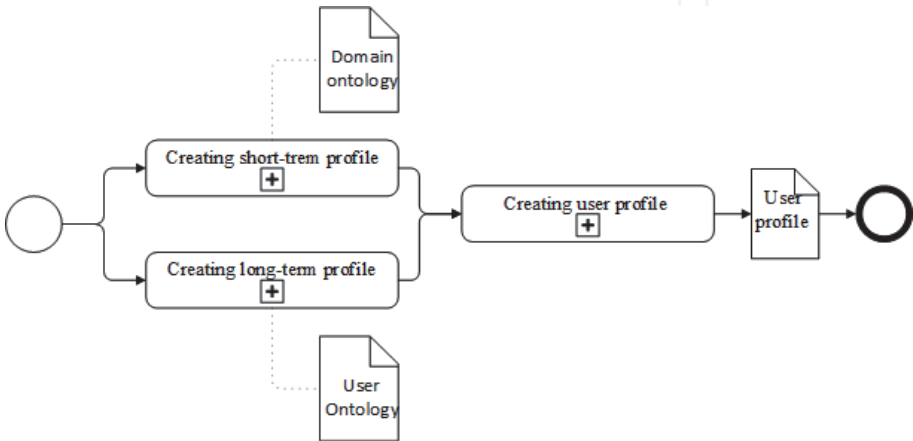 Domain
ontology
Creating short-trem profile
Creating user profile
User
profile
Creating long-term profile
User
Ontology